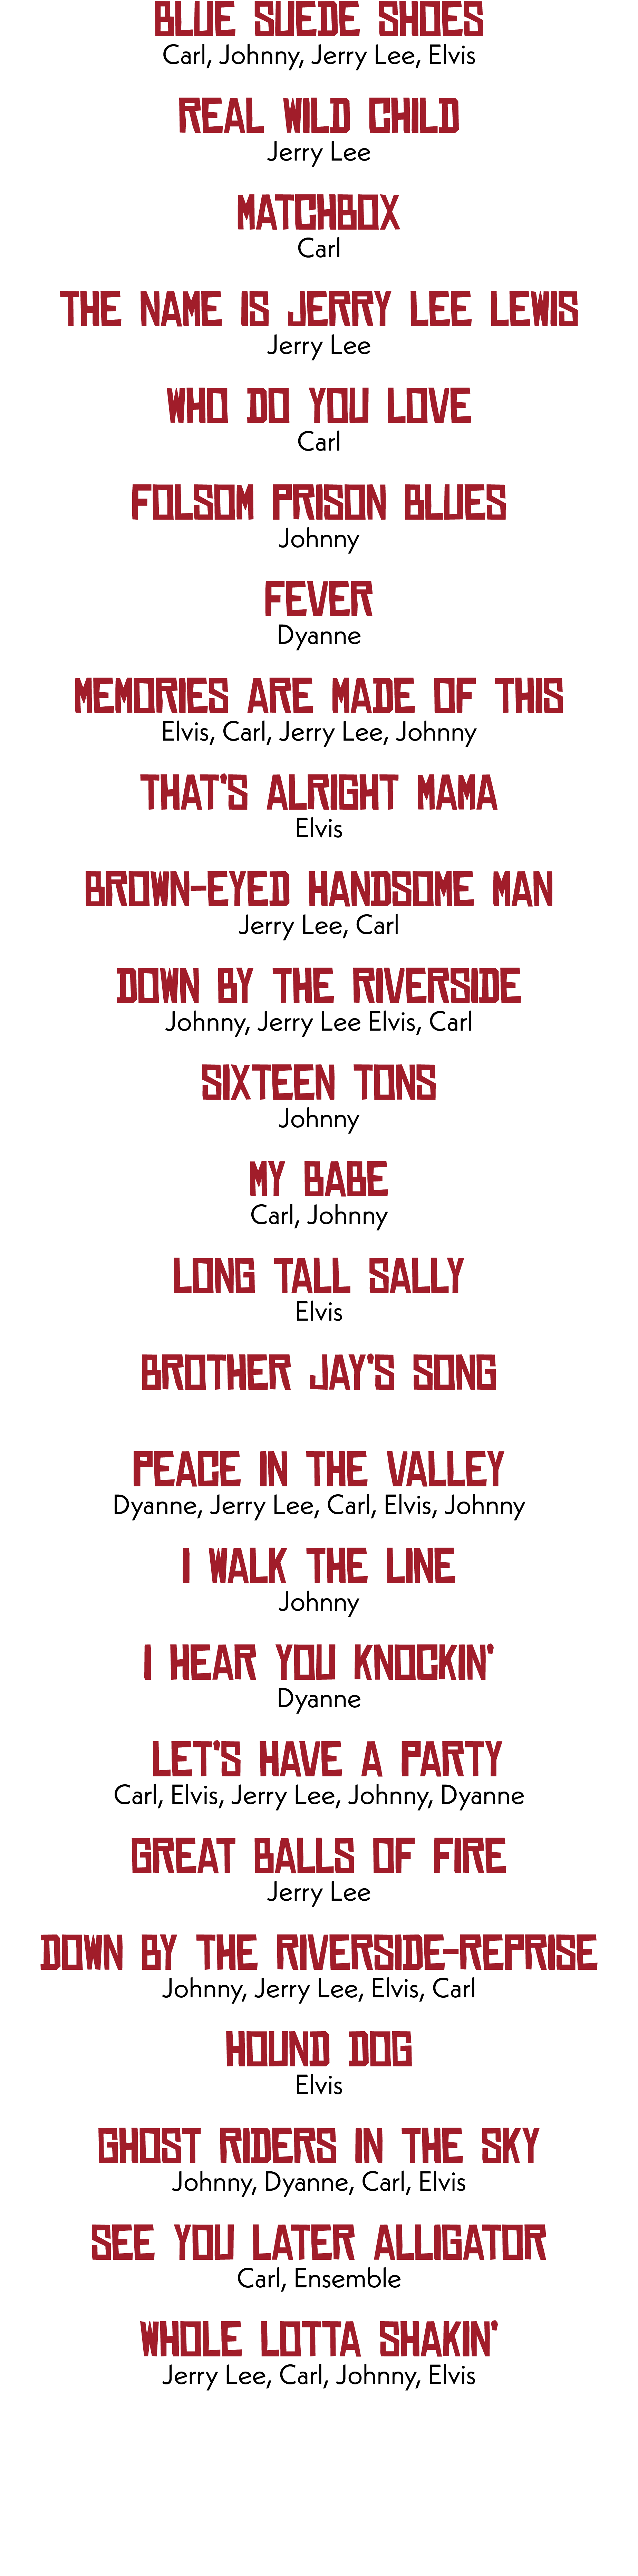 BLUE SUEDE SHOES
Carl, Johnny, Jerry Lee, Elvis
REAL WILD CHILD
Jerry Lee
MATCHBOX
Carl
THE NAME IS JERRY LEE LEWIS
Jerry Lee
WHO DO YOU LOVE
Carl
FOLSOM PRISON BLUES
Johnny
FEVER
Dyanne
MEMORIES ARE MADE OF THIS
Elvis, Carl, Jerry Lee, Johnny
THAT'S ALRIGHT MAMA
Elvis
BROWN-EYED HANDSOME MAN
Jerry Lee, Carl
DOWN BY THE RIVERSIDE
Johnny, Jerry Lee Elvis, Carl
SIXTEEN TONS
Johnny
MY BABE
Carl, Johnny
LONG TALL SALLY
Elvis
BROTHER JAY'S SONG
PEACE IN THE VALLEY
Dyanne, Jerry Lee, Carl, Elvis, Johnny
I WALK THE LINE
Johnny
I HEAR YOU KNOCKIN'
Dyanne
LET'S HAVE A PARTY
Carl, Elvis, Jerry Lee, Johnny, Dyanne
GREAT BALLS OF FIRE
Jerry Lee
DOWN BY THE RIVERSIDE-REPRISE
Johnny, Jerry Lee, Elvis, Carl
HOUND DOG
Elvis
GHOST RIDERS IN THE SKY
Johnny, Dyanne, Carl, Elvis
SEE YOU LATER ALLIGATOR
Carl, Ensemble
WHOLE LOTTA SHAKIN'
Jerry Lee, Carl, Johnny, Elvis